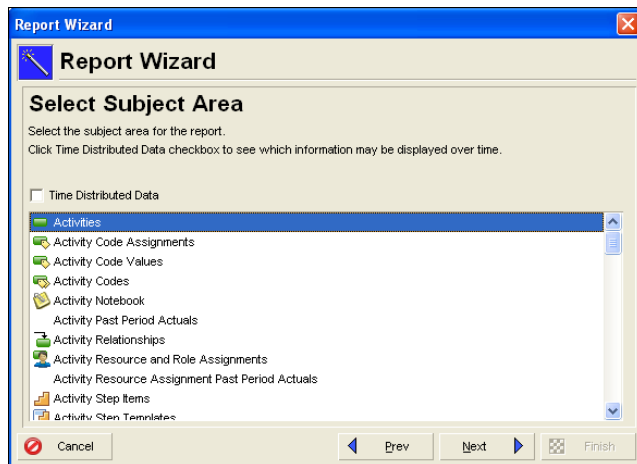 Report Wizard
Report Wizard
Select Subject Area
Select the subject area for the report.
Click Time Distributed Data checkbox to see which information may be displayed over time.
Time Distributed Data
Activities
Activity Code Assignments
Activity Code Values
Activity Codes
Activity Notebook
Activity Past Period Actuals
Activity Relationships
Activity Resource and Role Assignments
Activity Resource Assignment Past Period Actuals
Activity Step Items
Activity Step Templates
Cancel Prev Next Finish